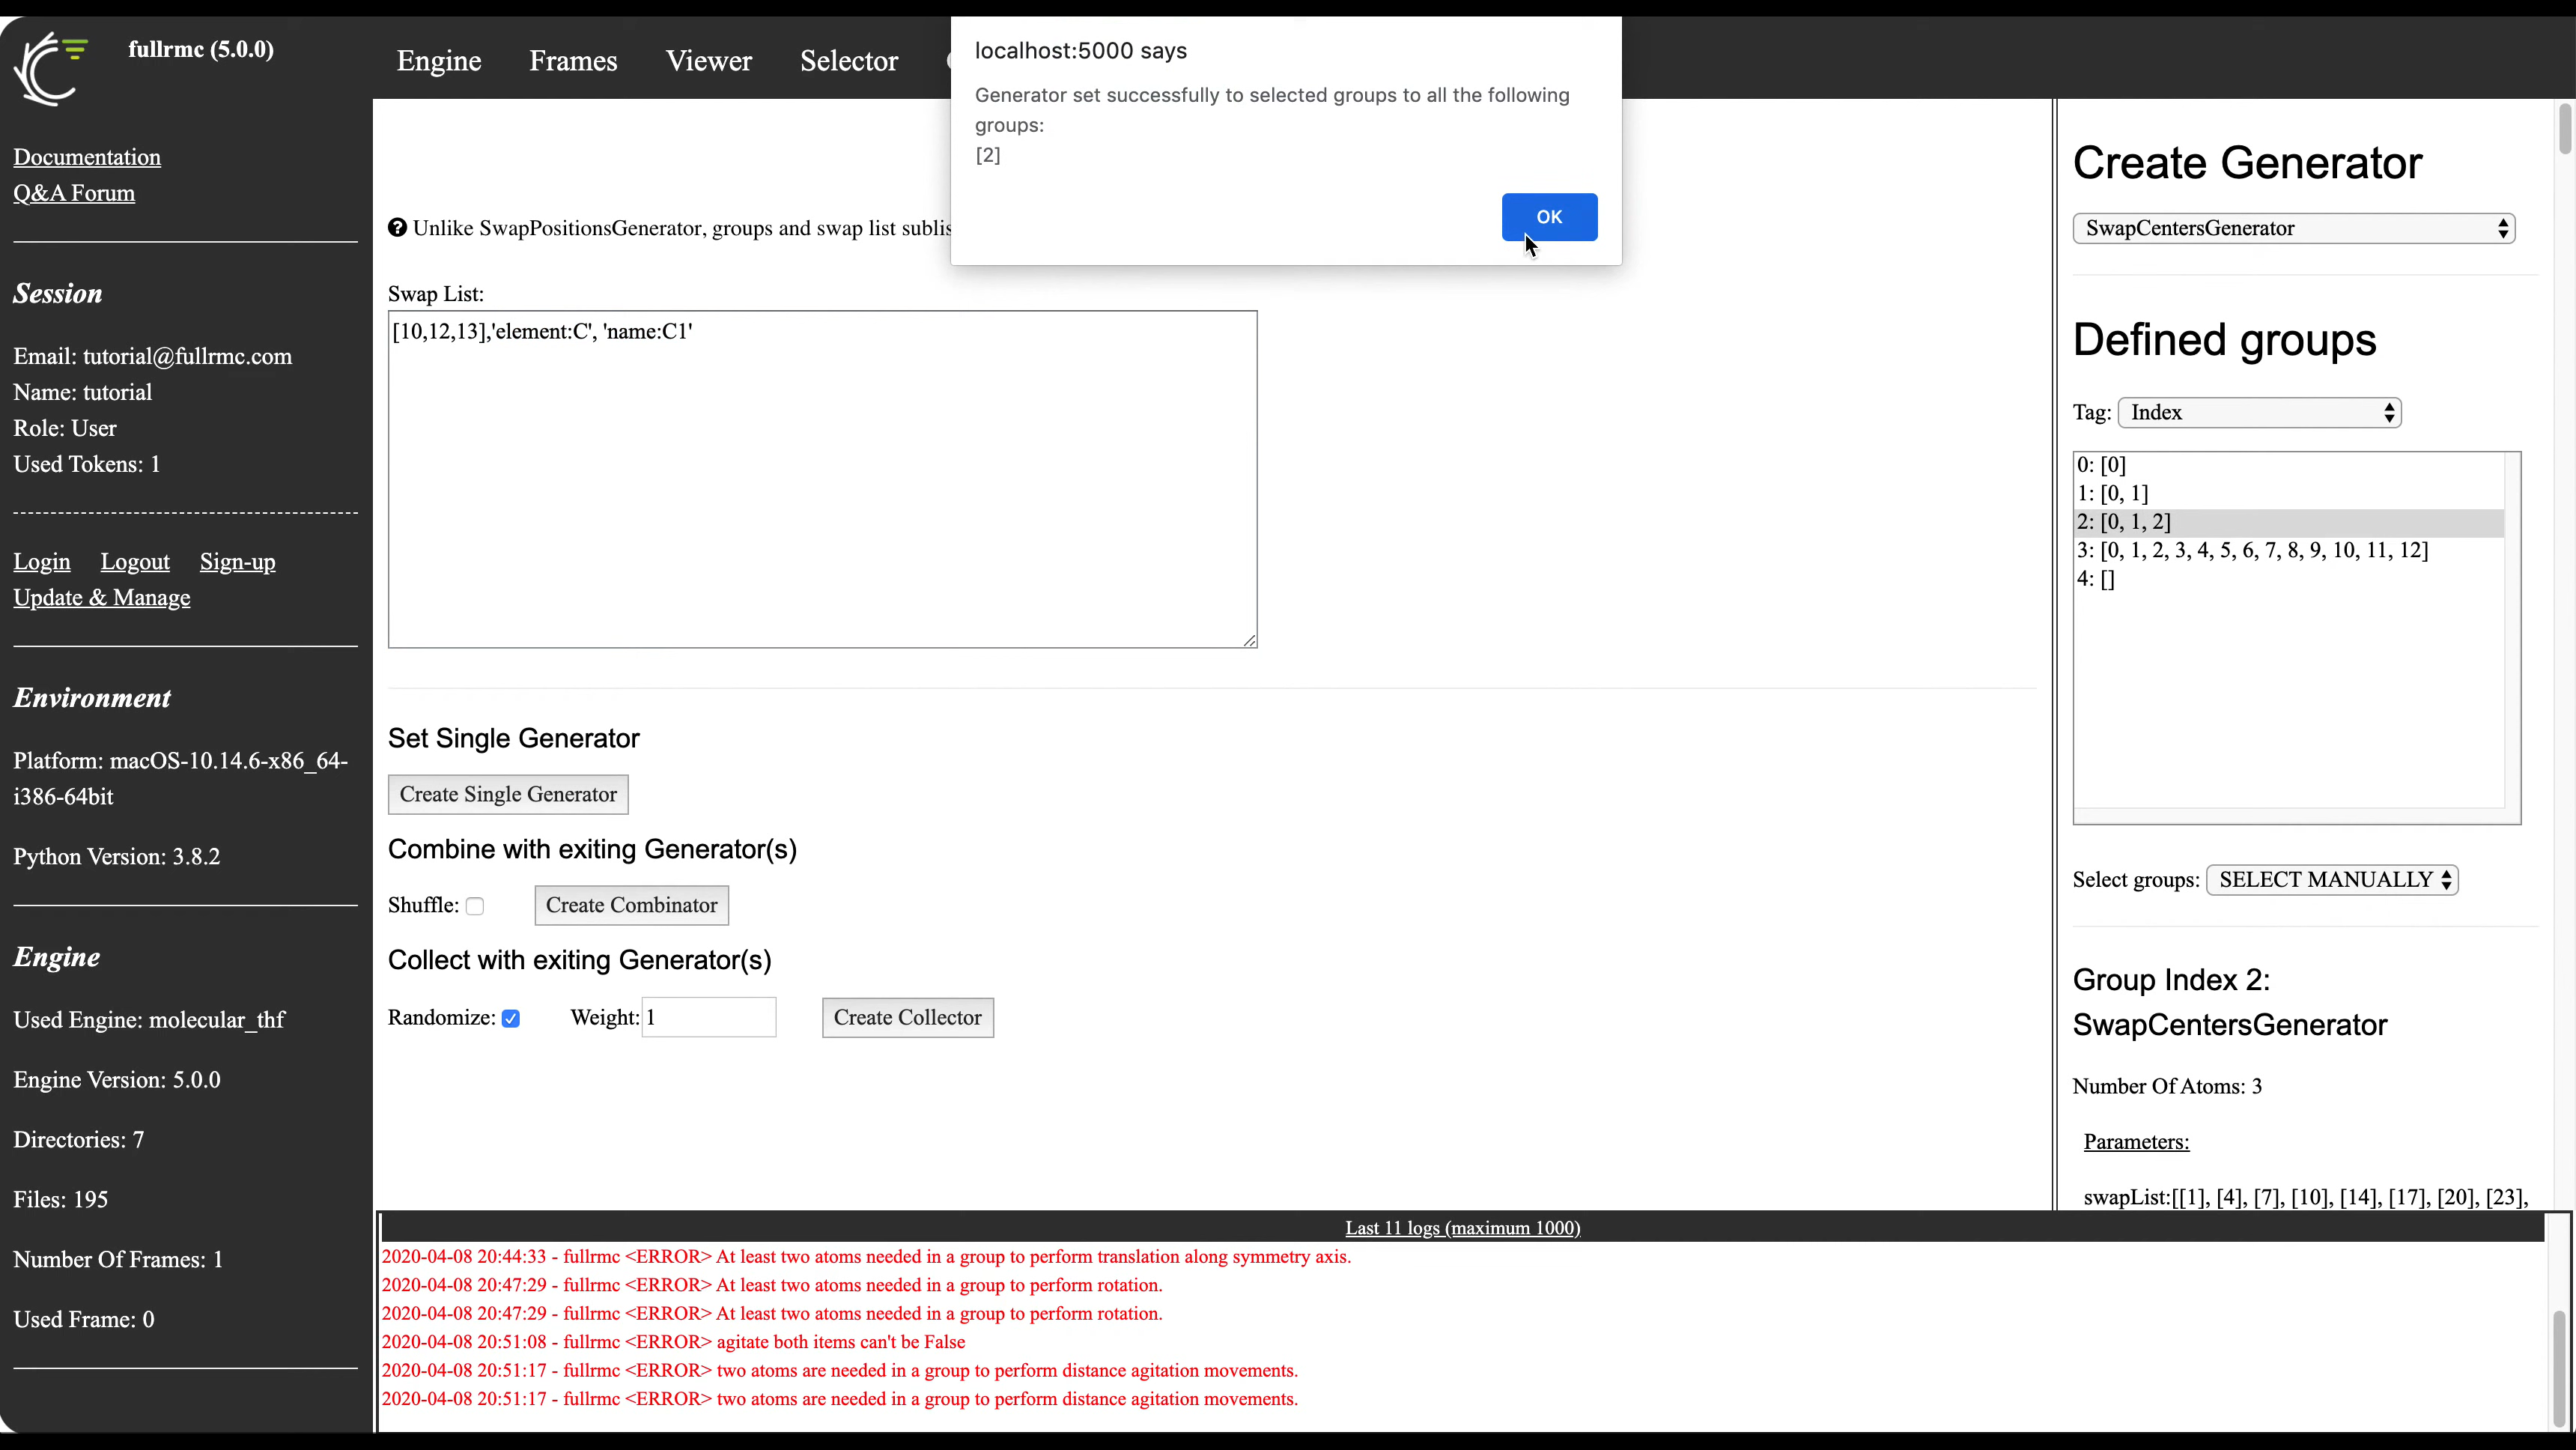 fullrmc (5.0.0)
Engine Frames Viewer Selector
localhost:5000 says
Generator set successfully to selected groups to all the following
groups:
[2]
OK
Documentation
Q&A Forum
Session
Email: tutorial@fullrmc.com
Name: tutorial
Role: User
Used Tokens: 1
Login Logout Sign-up
Update & Manage
Environment
Platform: macOS-10.14.6-x86_64-
i386-64bit
Python Version: 3.8.2
Engine
Used Engine: molecular_thf
Engine Version: 5.0.0
Directories: 7
Files: 195
Number Of Frames: 1
Used Frame: 0
Unlike SwapPositionsGenerator, groups and swap list
Swap List:
[10,12,13],'element:C', 'name:C1'
Set Single Generator
Create Single Generator
Combine with exiting Generator(s)
Shuffle: Create Combinator
Collect with exiting Generator(s)
Randomize: Weight: 1 Create Collector
Create Generator
SwapCentersGenerator
Defined groups
Tag: Index
0: [0]
1: [0, 1]
2: [0, 1, 2]
3: [0, 1, 2, 3, 4, 5, 6, 7, 8, 9, 10, 11, 12]
4: []
Select groups: SELECT MANUALLY
Group Index 2:
SwapCentersGenerator
Number Of Atoms: 3
Parameters:
swapList:[[1], [4], [7], [10], [14], [17], [20], [23],
Last 11 logs (maximum 1000)
2020-04-08 20:44:33 - fullrmc <ERROR> At least two atoms needed in a group to perform translation along symmetry axis.
2020-04-08 20:47:29 - fullrmc <ERROR> At least two atoms needed in a group to perform rotation.
2020-04-08 20:47:29 - fullrmc <ERROR> At least two atoms needed in a group to perform rotation.
2020-04-08 20:51:08 - fullrmc <ERROR> agitate both items can't be False
2020-04-08 20:51:17 - fullrmc <ERROR> two atoms are needed in a group to perform distance agitation movements.
2020-04-08 20:51:17 - fullrmc <ERROR> two atoms are needed in a group to perform distance agitation movements.